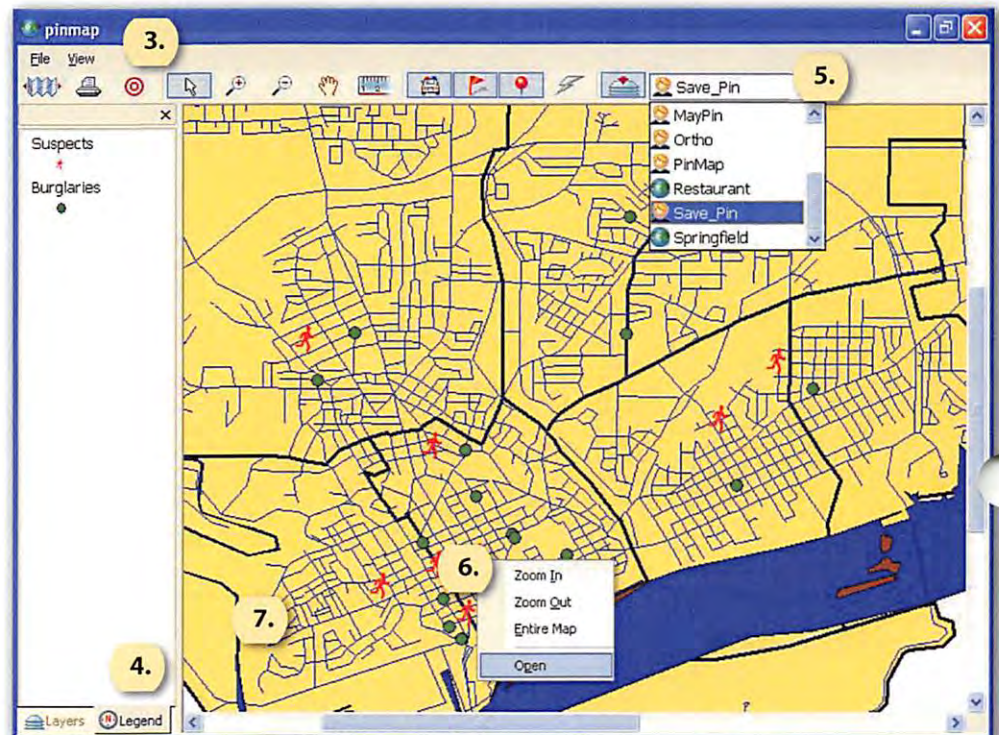 pinmap
3.
File View
5.
Save_Pin
MayPin
Ortho
PinMap
Restaurant
Save_Pin
Springfield
Suspects
Burglaries
6.
Zoom In
Zoom Out
Entire Map
Open
7.
4.
Layers Legend